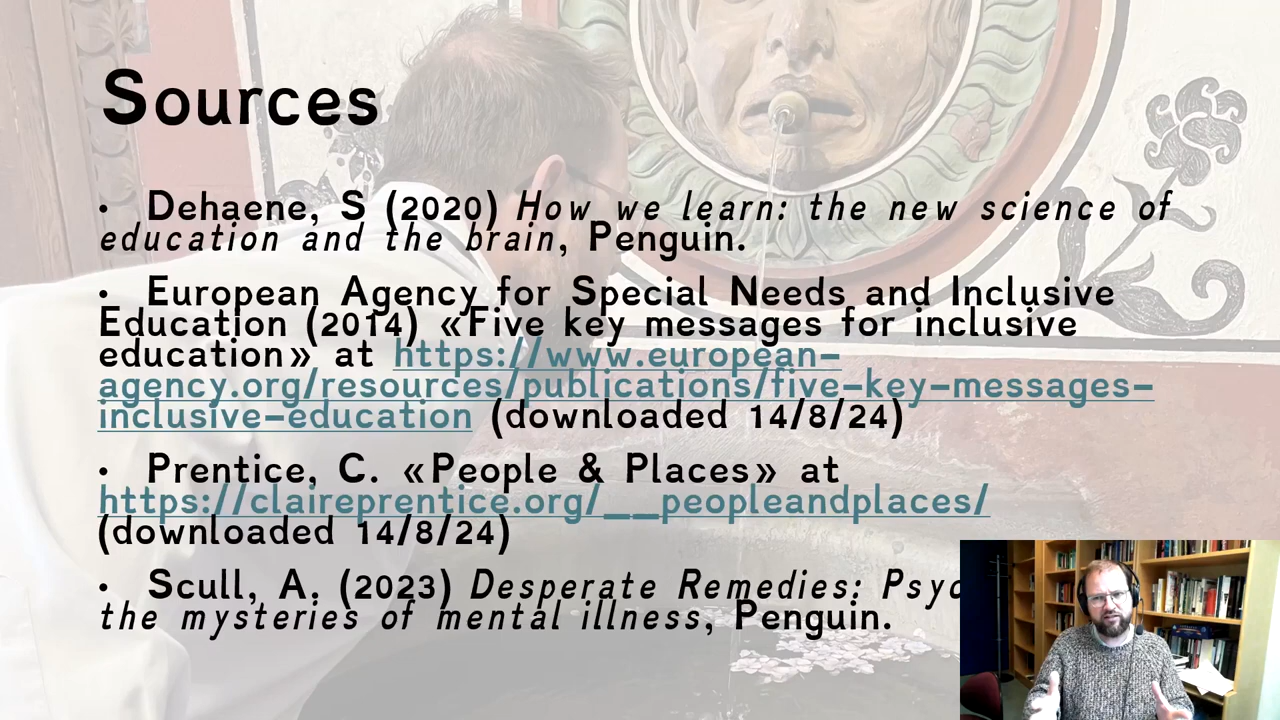 Sources
• Dehaene, S (2020) How we learn: the new science of
education and the brain, Penguin.
• European Agency for Special Needs and Inclusive
Education (2014) «Five key messages for inclusive
education» at https://www.european-
agency.org/resources/publications/five-key-messages-
inclusive-education (downloaded 14/8/24)
• Prentice, C. «People & Places» at
https://claireprentice.org/__peopleandplaces/
(downloaded 14/8/24)
• Scull, A. (2023) Desperate Remedies:
the mysteries of mental illness, Penguin.